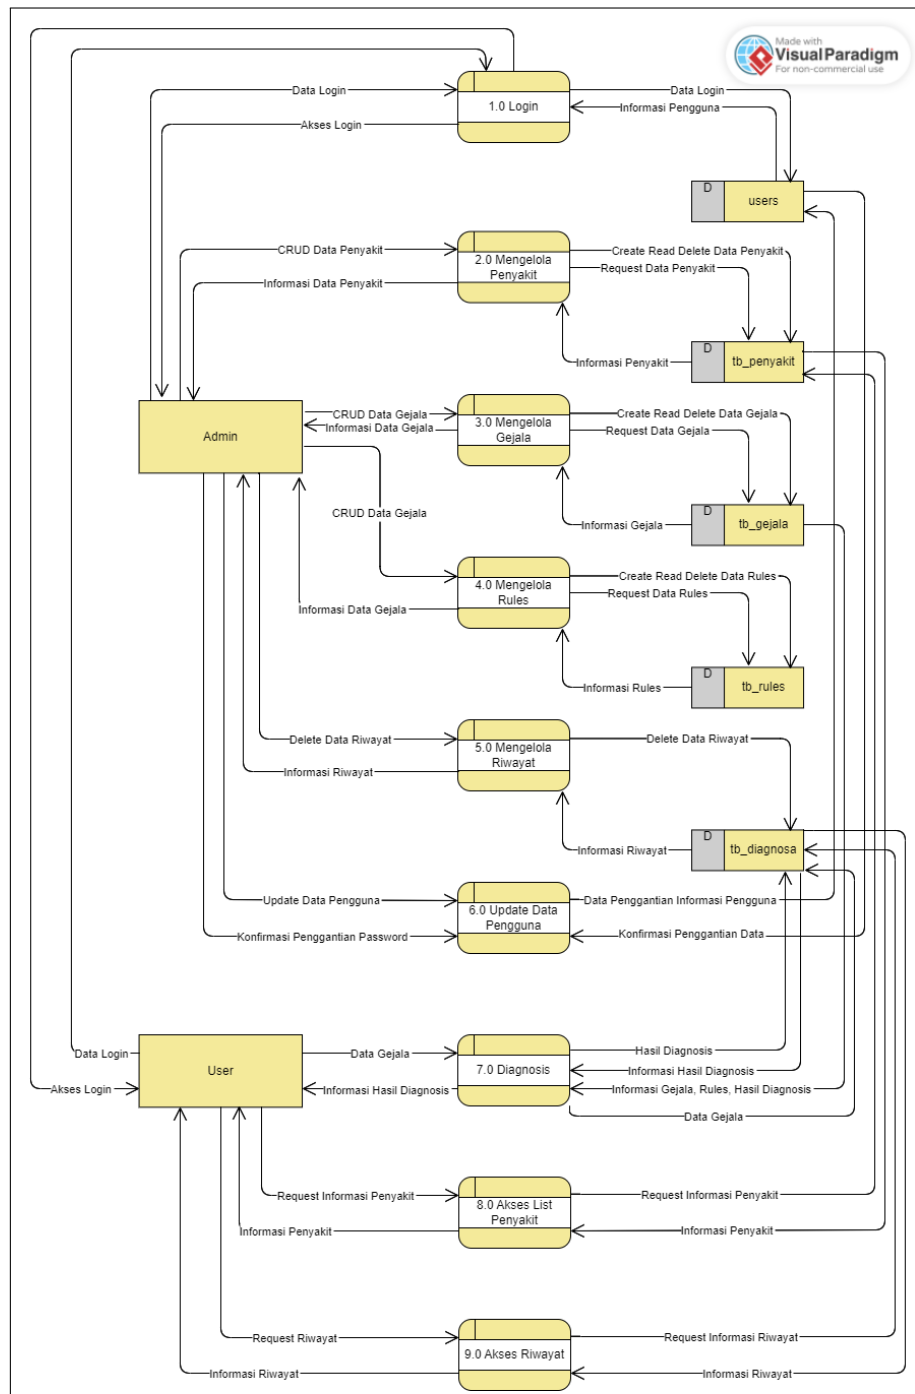 Made with
VisualParadigm
For non-commercial use
Data Login
Data Login
1.0 Login
Informasi Pengguna
Akses Login
D
users
CRUD Data Penyakit
Create Read Delete Data Penyakit
2.0 Mengelola
Penyakit
Request Data Penyakit
Informasi Data Penyakit
D
tb_penyakit
Informasi Penyakit
CRUD Data Gejala
Create Read Delete Data Gejala
3.0 Mengelola
Gejala
Informasi Data Gejala
Request Data Gejala
Admin
D
tb_gejala
Informasi Gejala
CRUD Data Gejala
Create Read Delete Data Rules
4.0 Mengelola
Rules
Request Data Rules
Informasi Data Gejala
D
tb_rules
Informasi Rules
Delete Data Riwayat
Delete Data Riwayat
5.0 Mengelola
Riwayat
Informasi Riwayat
D
tb_diagnosa
Informasi Riwayat
Update Data Pengguna
Data Penggantian Informasi Pengguna
6.0 Update Data
Pengguna
Konfirmasi Penggantian Password
Konfirmasi Penggantian Data
Data Login
User
Data Gejala
Hasil Diagnosis
7.0 Diagnosis
Informasi Hasil Diagnosis
Akses Login
Informasi Hasil Diagnosis
Informasi Gejala, Rules, Hasil Diagnosis
Data Gejala
Request Informasi Penyakit
Request Informasi Penyakit
8.0 Akses List
Penyakit
Informasi Penyakit
Informasi Penyakit
Request Riwayat
Request Informasi Riwayat
9.0 Akses Riwayat
Informasi Riwayat
Informasi Riwayat